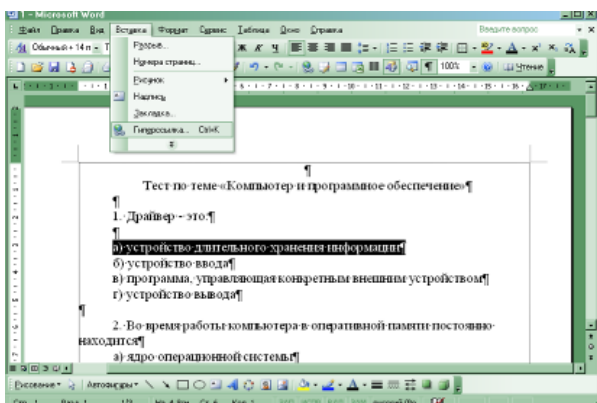 1 - Microsoft Word
Файл Правка Вид Вставка Формат Сервис Таблица Окно Справка
Введите вопрос
Обычный + 14 п
Ж К Ч
Разрыв...
Номера страниц...
Рисунок
Надпись
Закладка...
Гиперссылка... Ctrl+K
100%
Чтение
¶
Тест·по·теме·«Компьютер·и·программное·обеспечение»¶
¶
1.·Драйвер·–·это:¶
¶
а)·устройство·длительного·хранения·информации¶
б)·устройство·ввода¶
в)·программа,·управляющая·конкретным·внешним·устройством¶
г)·устройство·вывода¶
¶
2.·Во·время·работы·компьютера·в·оперативной·памяти·постоянно·
находится¶
а)·ядро·операционной·системы¶
Рисование Автофигуры